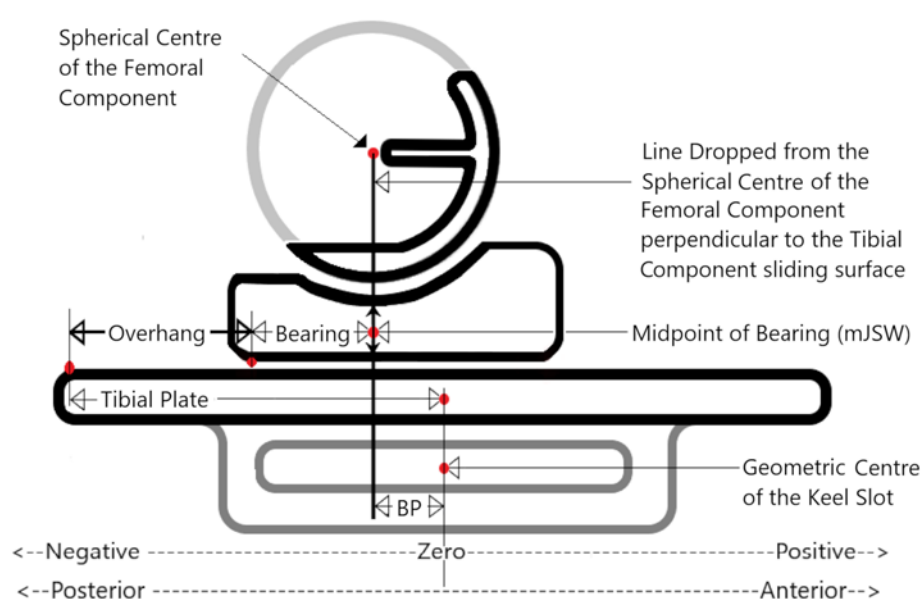 Spherical Centre
of the Femoral
Component
Line Dropped from the
Spherical Centre of the
Femoral Component
perpendicular to the Tibial
Component sliding surface
Overhang
Bearing
Midpoint of Bearing (mJSW)
Tibial Plate
Geometric Centre
of the Keel Slot
BP
<--Negative ---------------------------Zero------------------------------Positive-->
<--Posterior ---------------------------------------------------------------Anterior-->